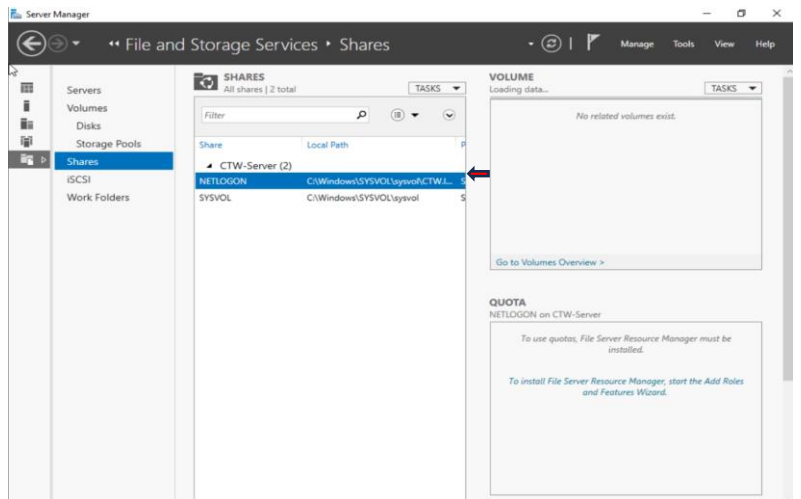 Server Manager
File and Storage Services • Shares
Manage Tools View Help
Servers
Volumes
Disks
Storage Pools
Shares
iSCSI
Work Folders
SHARES
All shares | 2 total
TASKS
Filter
Share Local Path P
CTW-Server (2)
NETLOGON C:\Windows\SYSVOL\sysvol\CTW.l... S
SYSVOL C:\Windows\SYSVOL\sysvol S
VOLUME
Loading data...
TASKS
No related volumes exist.
Go to Volumes Overview >
QUOTA
NETLOGON on CTW-Server
To use quotas, File Server Resource Manager must be
installed.
To install File Server Resource Manager, start the Add Roles
and Features Wizard.